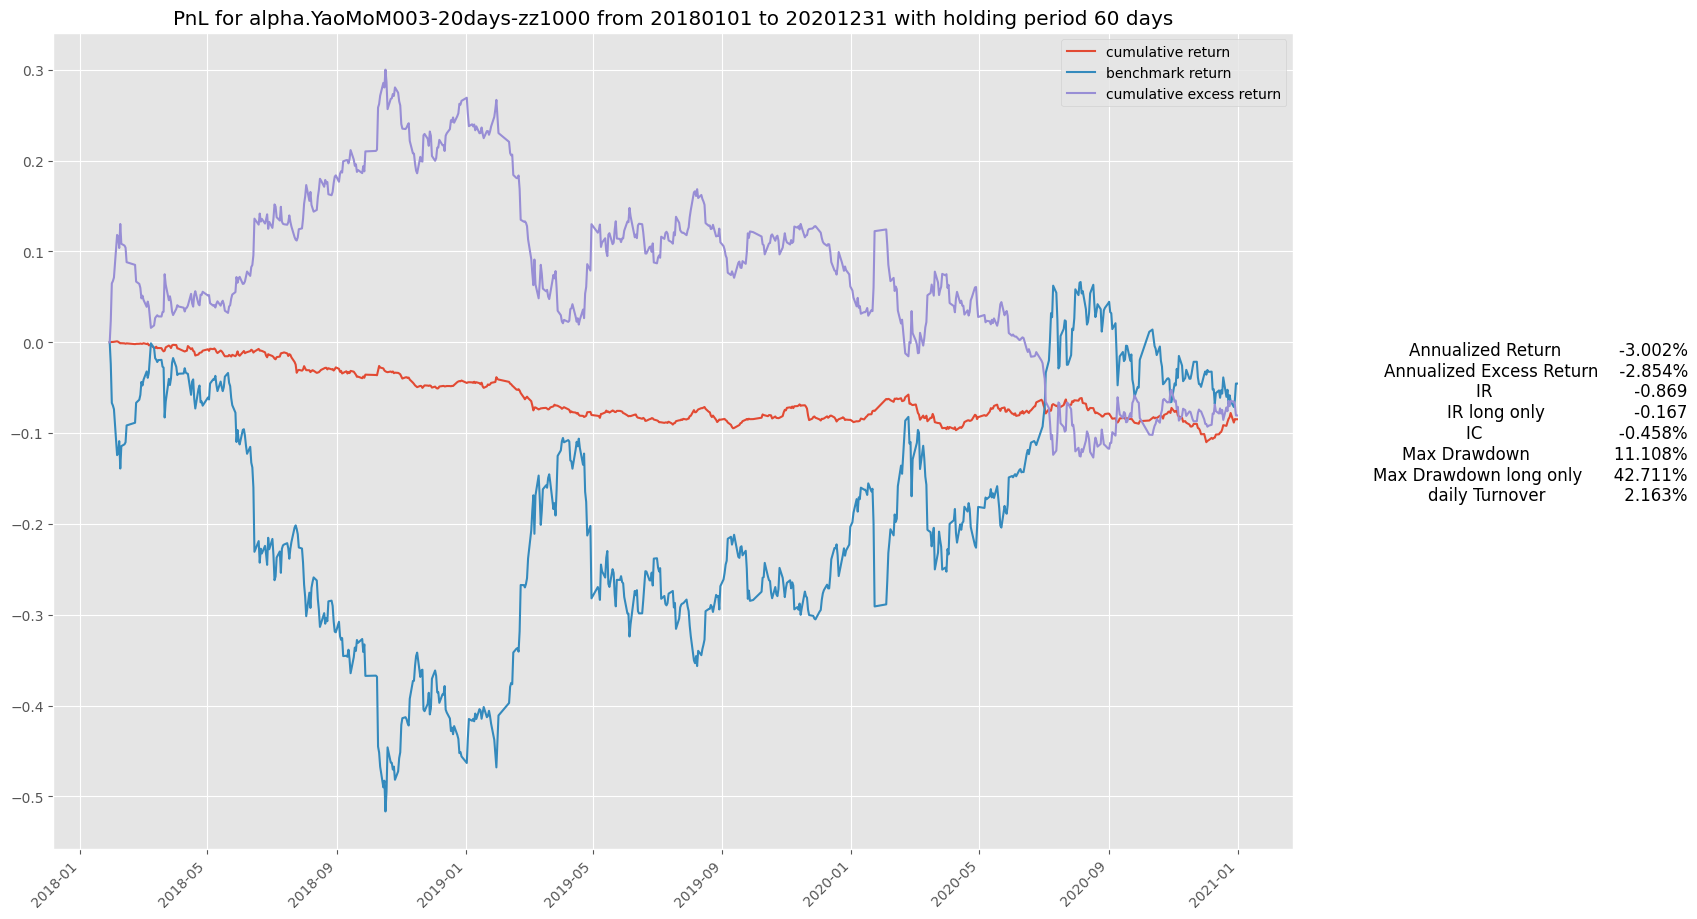 PnL for alpha.YaoMoM003-20days-zz1000 from 20180101 to 20201231 with holding period 60 days
cumulative return
benchmark return
cumulative excess return
0.3
0.2
0.1
0.0
−0.1
−0.2
−0.3
−0.4
−0.5
2018-01
2018-05
2018-09
2019-01
2019-05
2019-09
2020-01
2020-05
2020-09
2021-01
Annualized Return -3.002%
Annualized Excess Return -2.854%
IR -0.869
IR long only -0.167
IC -0.458%
Max Drawdown 11.108%
Max Drawdown long only 42.711%
daily Turnover 2.163%